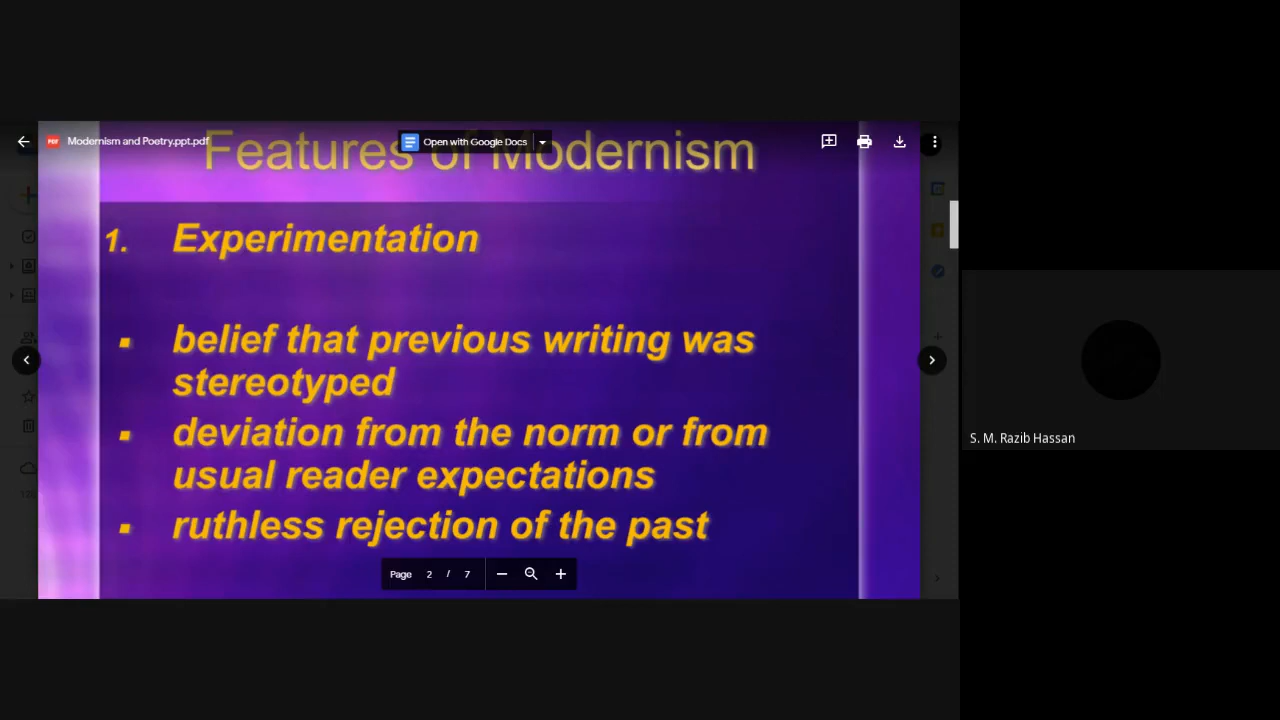 Modernism and Poetry.ppt.pdf
Open with Google Docs
Features of Modernism
1. Experimentation
▪ belief that previous writing was
stereotyped
▪ deviation from the norm or from
usual reader expectations
▪ ruthless rejection of the past
Page 2 / 7
S. M. Razib Hassan